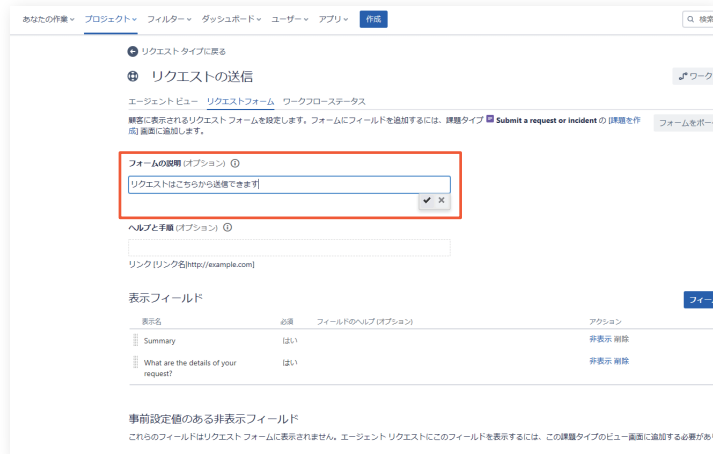 あなたの作業 プロジェクト フィルター ダッシュボード ユーザー アプリ 作成 検索
リクエスト タイプに戻る
リクエストの送信
ワーク
エージェント ビュー リクエストフォーム ワークフローステータス
顧客に表示されるリクエスト フォームを設定します。フォームにフィールドを追加するには、課題タイプ Submit a request or incident の [課題を作
成] 画面に追加します。
フォームをポー
フォームの説明 (オプション)
リクエストはこちらから送信できます
ヘルプと手順 (オプション)
リンク [リンク名|http://example.com]
表示フィールド
フィー
表示名 必須 フィールドのヘルプ (オプション) アクション
Summary はい 非表示 削除
What are the details of your はい 非表示 削除
request?
事前設定値のある非表示フィールド
これらのフィールドはリクエスト フォームに表示されません。エージェント リクエストにこのフィールドを表示するには、この課題タイプのビュー画面に追加する必要があ